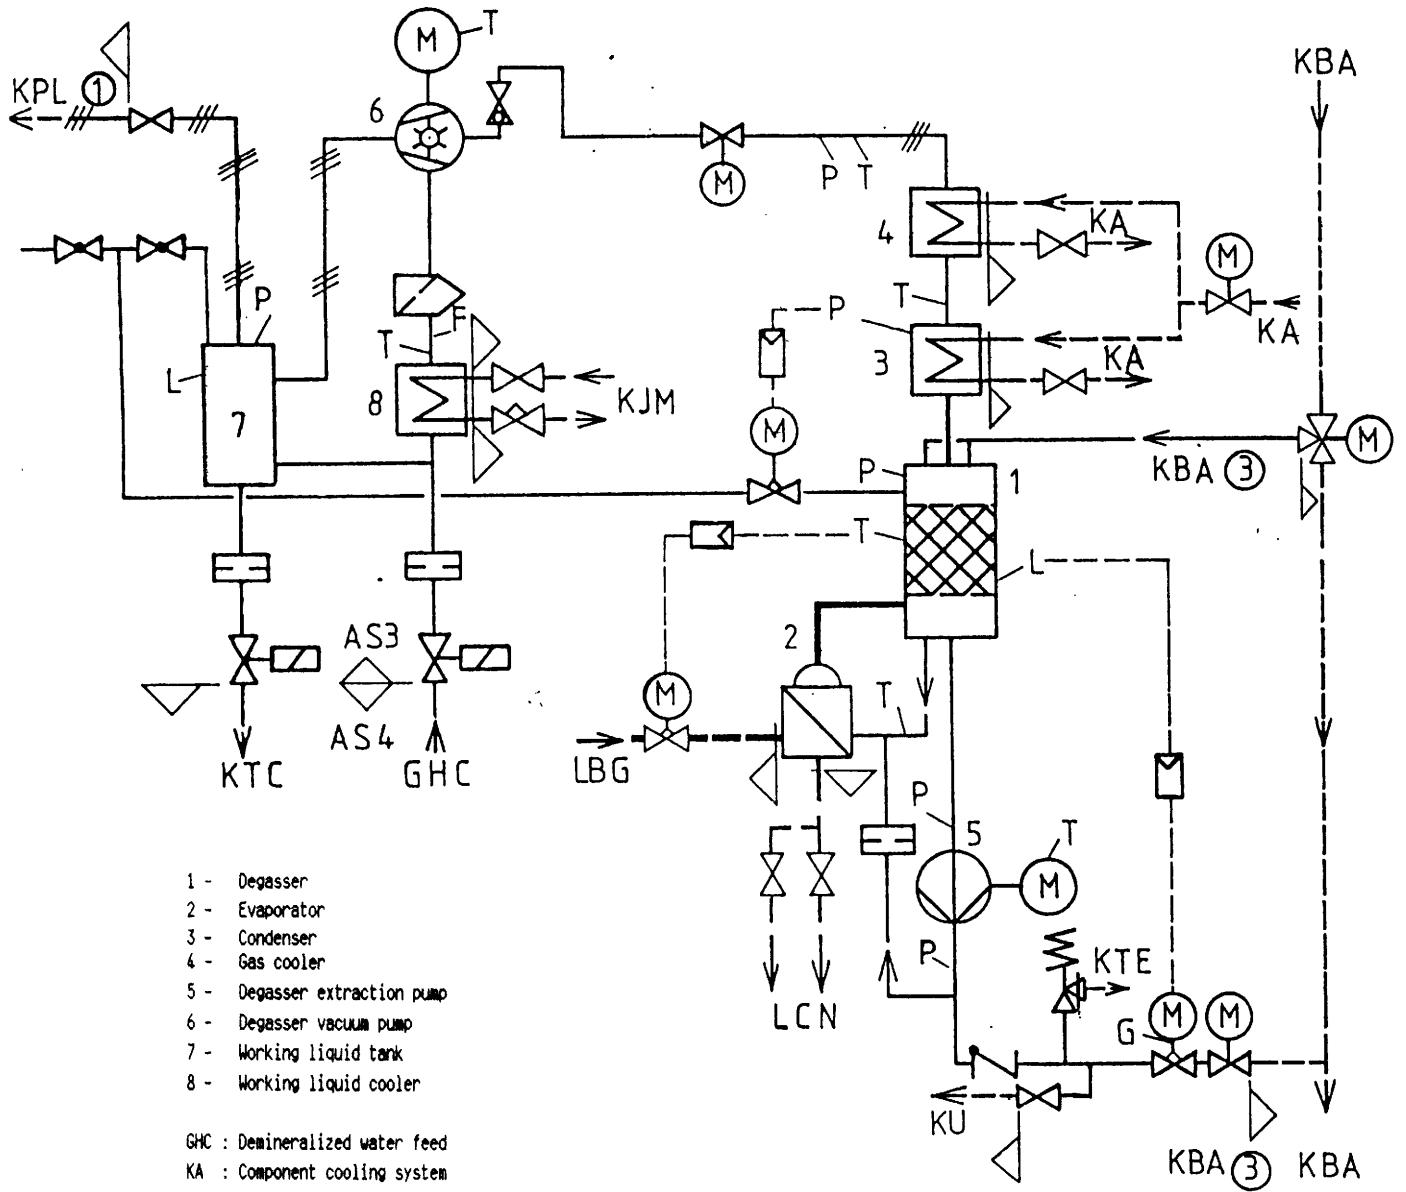 M T
KBA
KPL 1
6
P T
M
4
KA
M
T
P
KA
P
F
T
3
KA
L
8
KJM
7
M
M
KBA 3
P
1
T
L
AS3
2
M
T
AS4
KTC
GHC
LBG
P
5
T
M
1 - Degasser
2 - Evaporator
3 - Condenser
4 - Gas cooler
5 - Degasser extraction pump
6 - Degasser vacuum pump
7 - Working liquid tank
8 - Working liquid cooler
P
KTE
LCN
G
M
M
KU
KBA 3
KBA
GHC : Demineralized water feed
KA : Component cooling system